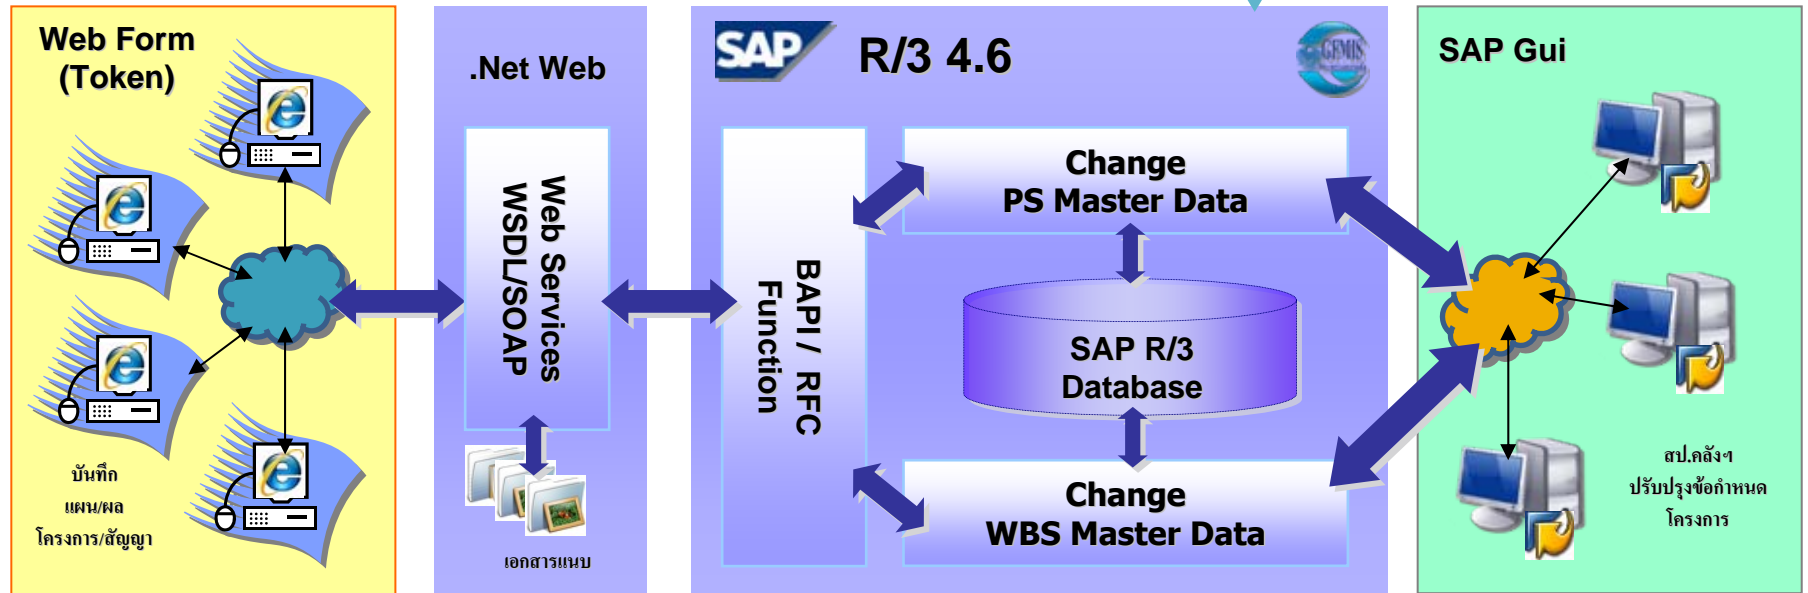 Web Form
(Token)
บันทึก
แผน/ผล
โครงการ/สัญญา
.Net Web
Web Services
WSDL/SOAP
เอกสารแนบ
SAP
R/3 4.6
GFMIS
BAPI / RFC
Function
Change
PS Master Data
SAP R/3
Database
Change
WBS Master Data
SAP Gui
สป.คลังฯ
ปรับปรุงข้อกำหนด
โครงการ